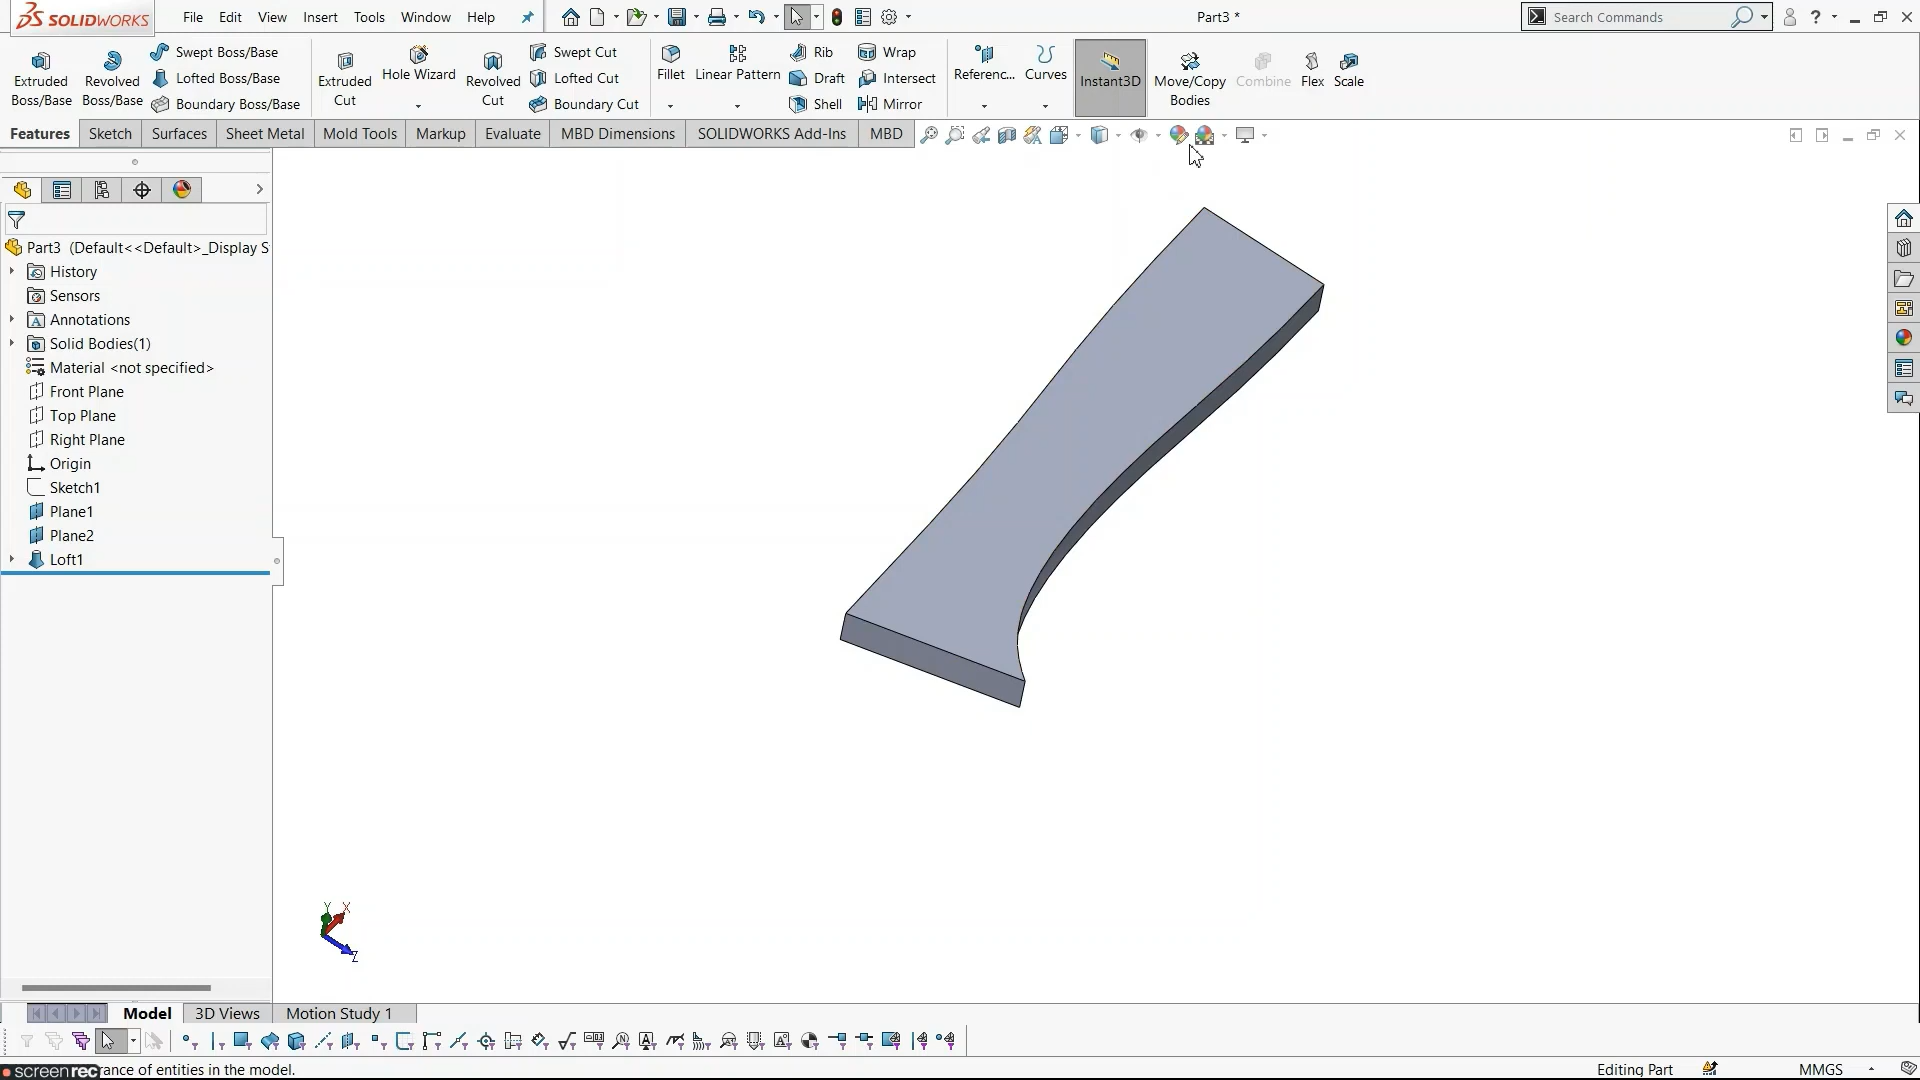 SOLIDWORKS File Edit View Insert Tools Window Help Part3 * Search Commands
Extruded Boss/Base
Revolved Boss/Base
Swept Boss/Base
Lofted Boss/Base
Boundary Boss/Base
Extruded Cut
Hole Wizard
Revolved Cut
Swept Cut
Lofted Cut
Boundary Cut
Fillet
Linear Pattern
Rib
Draft
Shell
Wrap
Intersect
Mirror
Referenc...
Curves
Instant3D
Move/Copy Bodies
Combine
Flex
Scale
Features Sketch Surfaces Sheet Metal Mold Tools Markup Evaluate MBD Dimensions SOLIDWORKS Add-Ins MBD
Part3 (Default<<Default>_Display S
History
Sensors
Annotations
Solid Bodies(1)
Material <not specified>
Front Plane
Top Plane
Right Plane
Origin
Sketch1
Plane1
Plane2
Loft1
Y X
Z
Model 3D Views Motion Study 1
screenrec rance of entities in the model. Editing Part MMGS